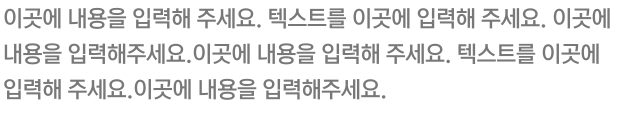 이곳에 내용을 입력해 주세요. 텍스트를 이곳에 입력해 주세요. 이곳에
내용을 입력해주세요.이곳에 내용을 입력해 주세요. 텍스트를 이곳에
입력해 주세요.이곳에 내용을 입력해주세요.